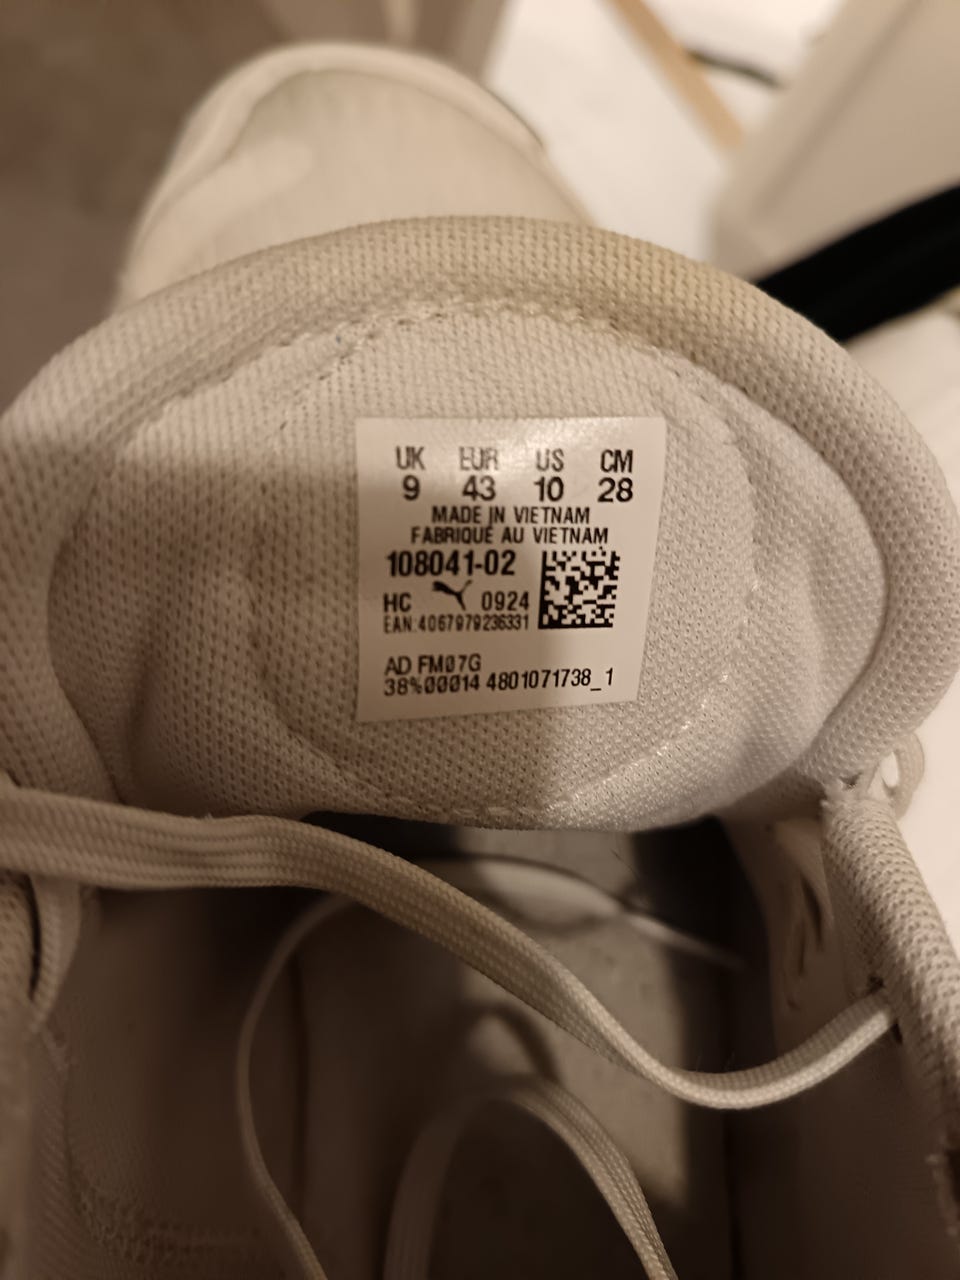 UK EUR US CM
9 43 10 28
MADE IN VIETNAM
FABRIQUÉ AU VIETNAM
108041-02
HC 0924
EAN:4067979236331
AD FM07G
38%00014 4801071738_1